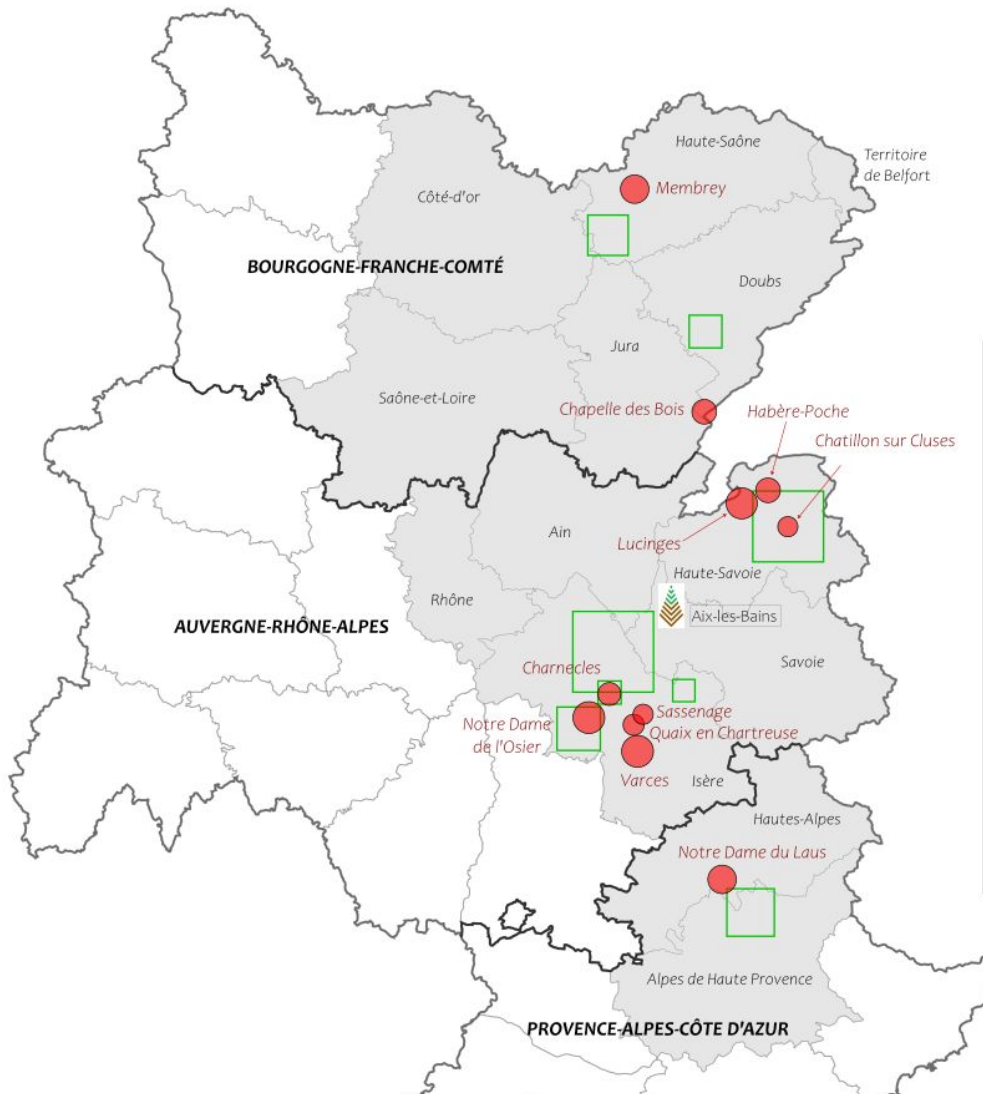 Haute-Saône
Territoire
de Belfort
Membrey
Côté-d'or
BOURGOGNE-FRANCHE-COMTÉ
Doubs
Jura
Saône-et-Loire
Chapelle des Bois
Habère-Poche
Chatillon sur Cluses
Ain
Lucinges
Haute-Savoie
Rhône
Aix-les-Bains
AUVERGNE-RHÔNE-ALPES
Savoie
Charnecles
Sassenage
Notre Dame
de l'Osier
Quaix en Chartreuse
Varces
Isère
Hautes-Alpes
Notre Dame du Laus
Alpes de Haute Provence
PROVENCE-ALPES-CÔTE D'AZUR